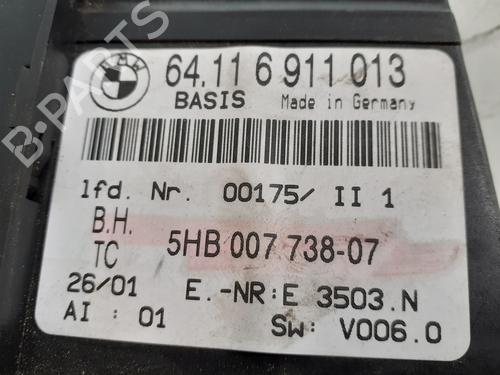 BMW
64.11 6 911 013
BASIS Made in Germany
lfd. Nr. 00175/ II 1
B.H.
TC 5HB 007 738-07
26/01 E.-NR:E 3503.N
AI : 01 SW: V006.0
B-PARTS